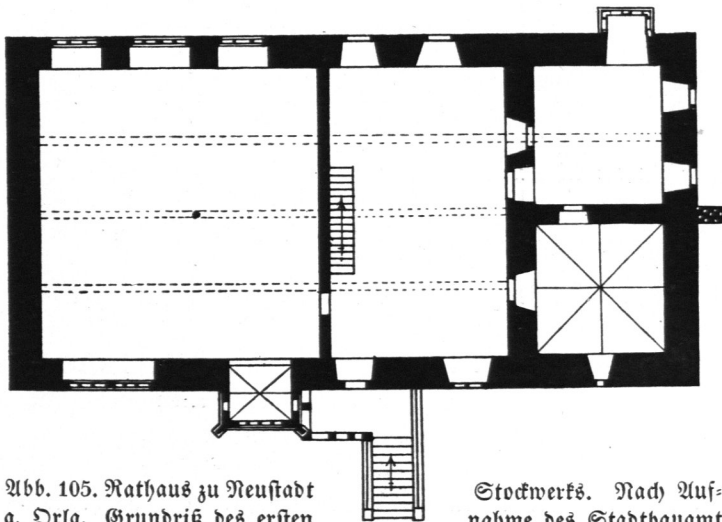 Abb. 105. Rathaus zu Neustadt
a. Orla. Grundriß des ersten
Stockwerks. Nach Auf=
nahme des Stadtbauamt